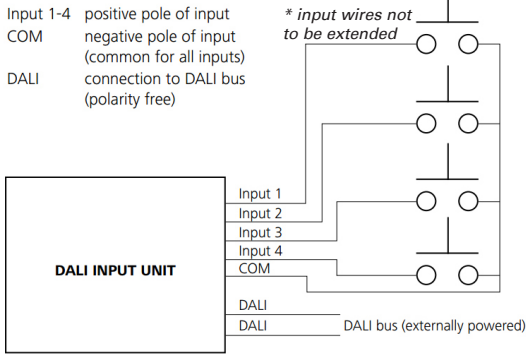 Input 1-4 positive pole of input
COM negative pole of input
(common for all inputs)
DALI connection to DALI bus
(polarity free)
* input wires not
to be extended
Input 1
Input 2
Input 3
Input 4
COM
DALI INPUT UNIT
DALI
DALI
DALI bus (externally powered)